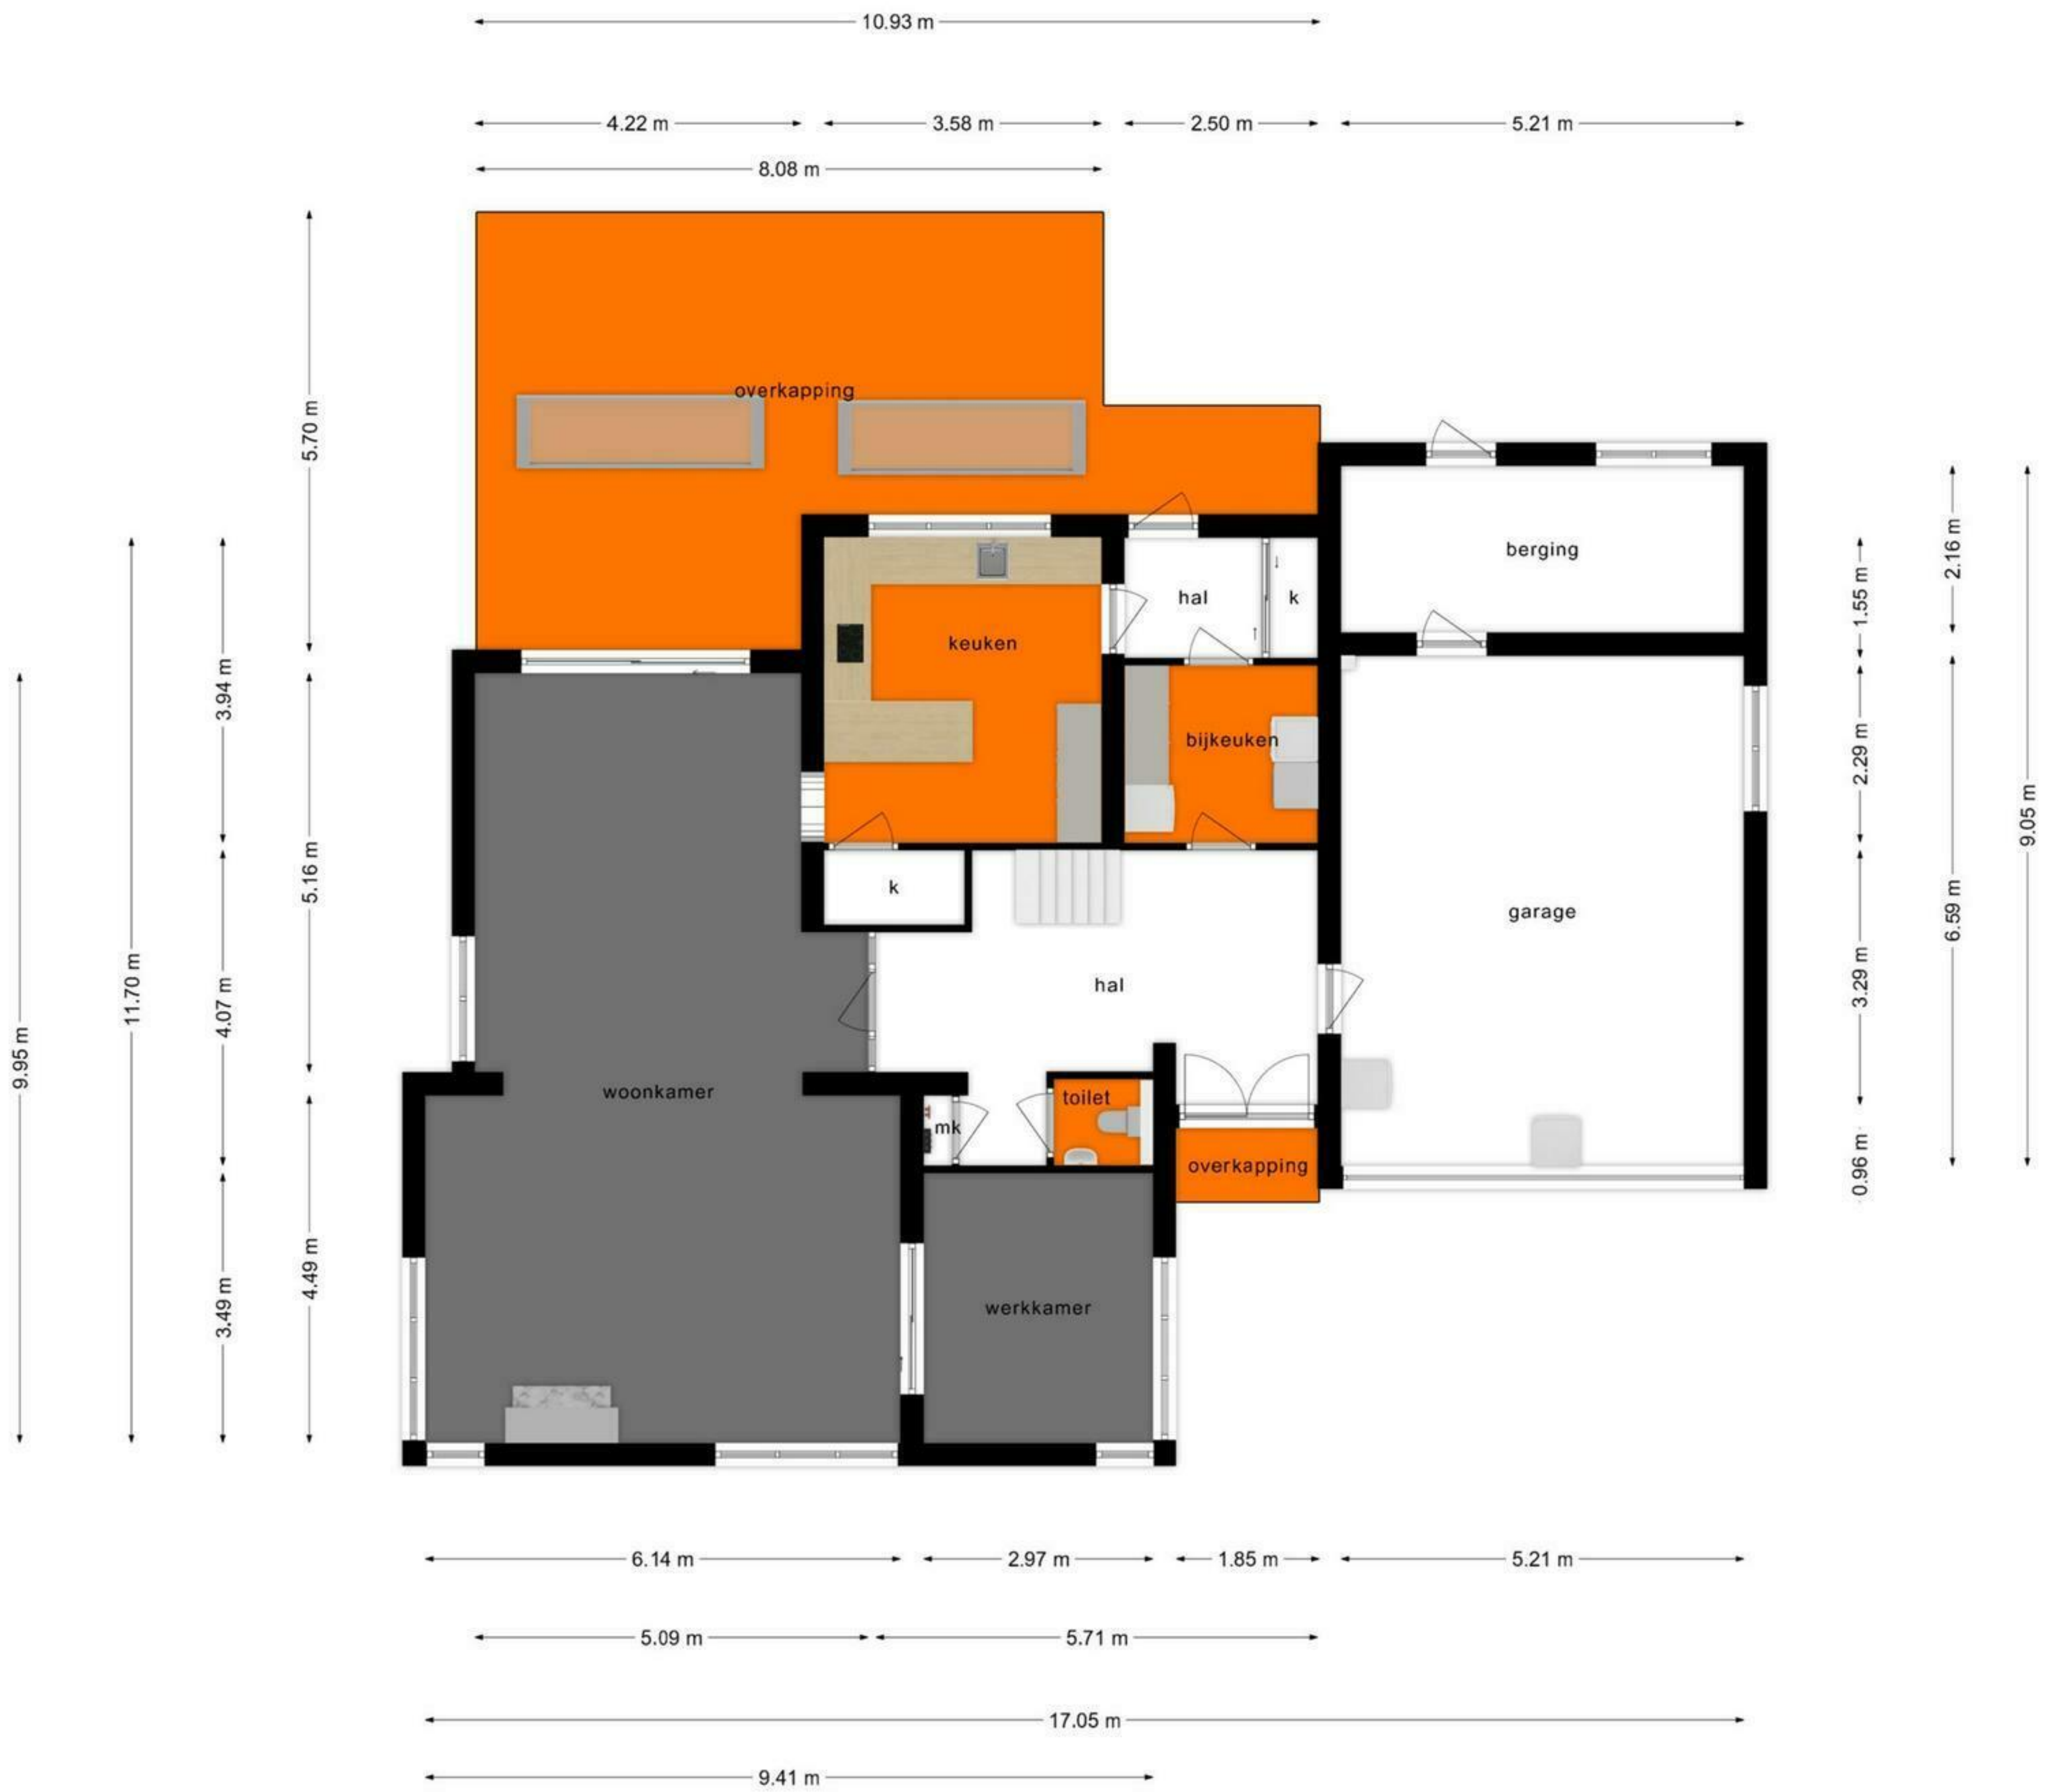 10.93 m
4.22 m
3.58 m
2.50 m
5.21 m
8.08 m
overkapping
5.70 m
berging
2.16 m
hal
k
1.55 m
keuken
3.94 m
bijkeuken
2.29 m
9.05 m
5.16 m
k
garage
6.59 m
hal
3.29 m
11.70 m
4.07 m
9.95 m
woonkamer
toilet
mk
overkapping
0.96 m
4.49 m
3.49 m
werkkamer
6.14 m
2.97 m
1.85 m
5.21 m
5.09 m
5.71 m
17.05 m
9.41 m